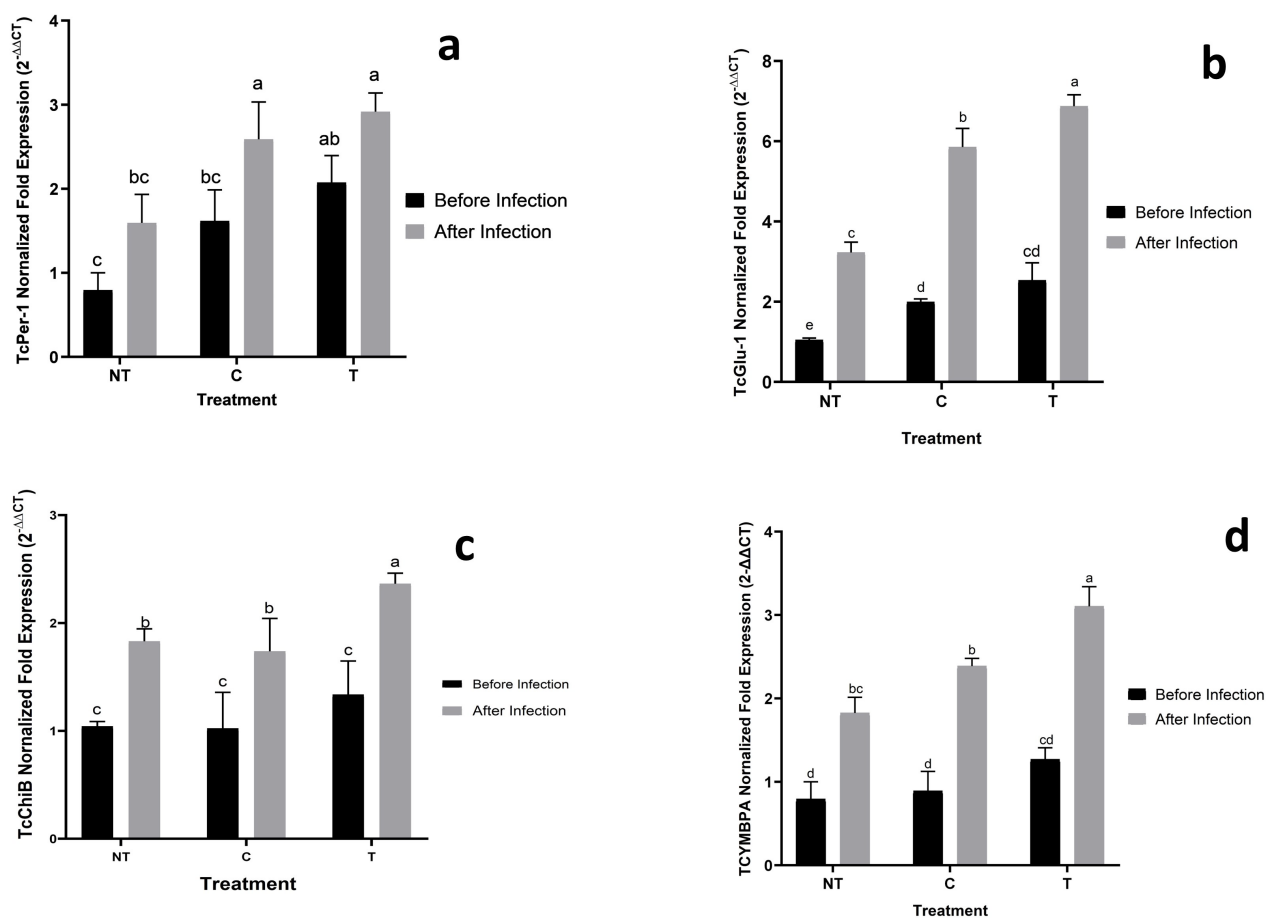 a
TcPer-1 Nornalized Fold Expression (2-ΔΔCT)
4
3
2
1
0
c
bc
bc
a
ab
a
NT
C
T
Treatment
Before Infection
After Infection
b
TcGlu-1 Nornalized Fold Expression (2-ΔΔCT)
8
6
4
2
0
e
c
d
b
cd
a
NT
C
T
Treatment
Before Infection
After Infection
c
TcChiB Nornalized Fold Expression (2-ΔΔCT)
3
2
1
0
c
b
c
b
c
a
NT
C
T
Treatment
Before Infection
After Infection
d
TCYMBPA Nornalized Fold Expression (2-ΔΔCT)
4
3
2
1
0
d
bc
d
b
cd
a
NT
C
T
Treatment
Before Infection
After Infection